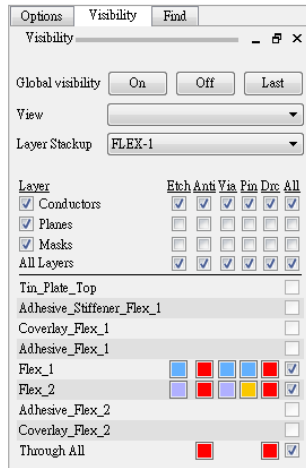 Options Visibility Find
Visibility
Global visibility On Off Last
View
Layer Stackup FLEX-1
Layer Etch Anti Via Pin Drc All
Conductors
Planes
Masks
All Layers
Tin_Plate_Top
Adhesive_Stiffener_Flex_1
Coverlay_Flex_1
Adhesive_Flex_1
Flex_1
Flex_2
Adhesive_Flex_2
Coverlay_Flex_2
Through All